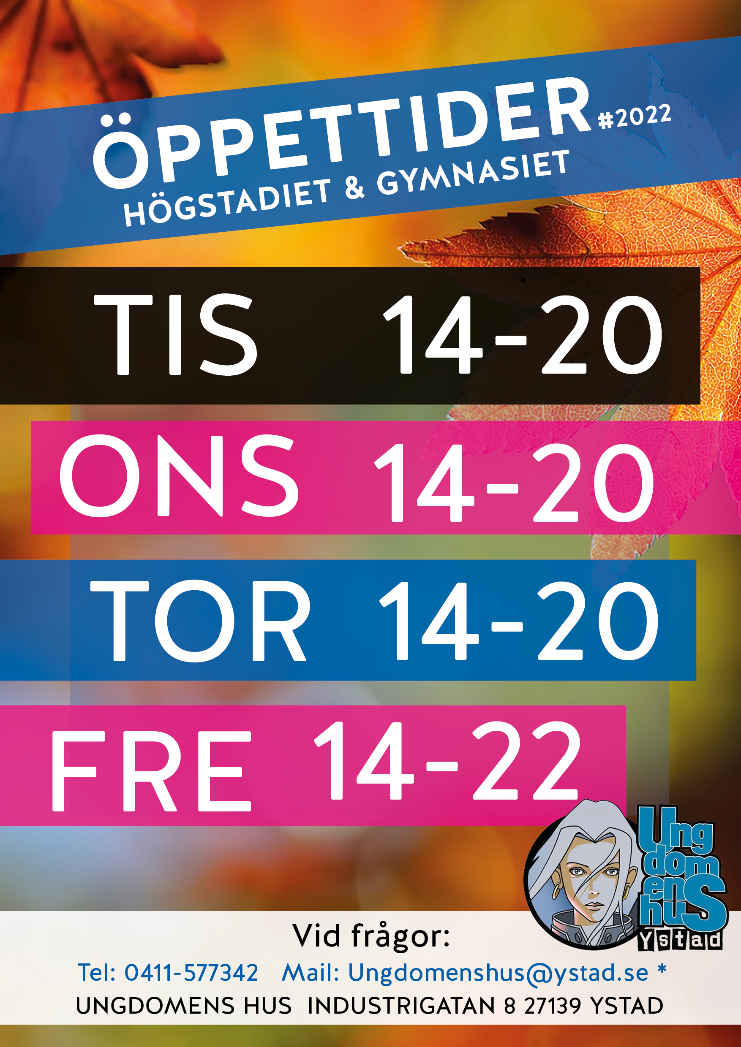 ÖPPETTIDER #2022
HÖGSTADIET & GYMNASIET
TIS 14-20
ONS 14-20
TOR 14-20
FRE 14-22
Ung
dom
en
huS
Ystad
Vid frågor:
Tel: 0411-577342 Mail: Ungdomenshus@ystad.se *
UNGDOMENS HUS INDUSTRIGATAN 8 27139 YSTAD